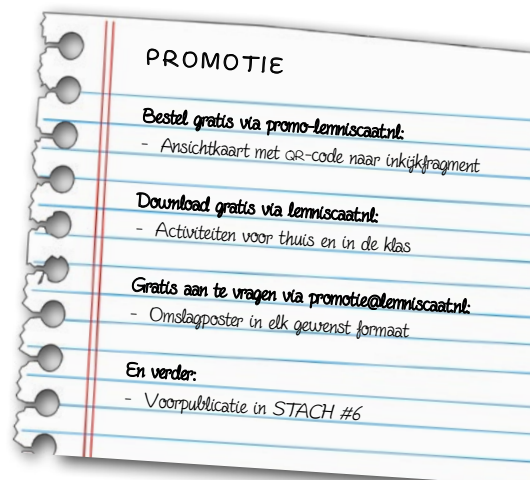 PROMOTIE
Bestel gratis via promo-lemniscaat.nl:
- Ansichtkaart met QR-code naar inkijkfragment
Download gratis via lemniscaat.nl:
- Activiteiten voor thuis en in de klas
Gratis aan te vragen via promotie@lemniscaat.nl:
- Omslagposter in elk gewenst formaat
En verder:
- Voorpublicatie in STACH #6